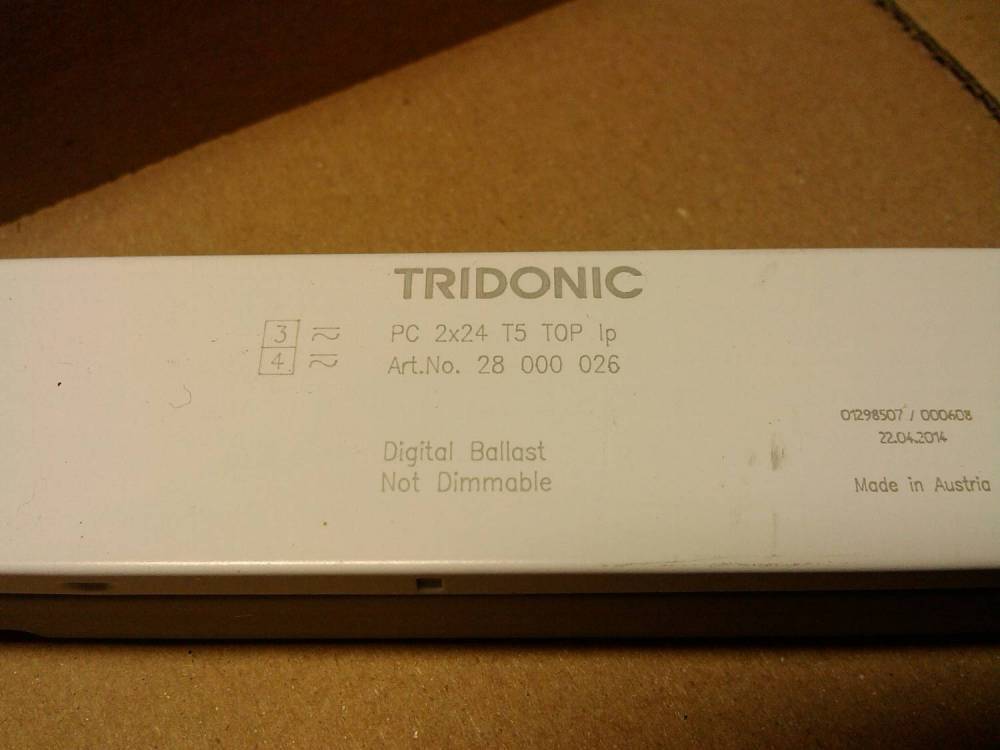 TRIDONIC
3 PC 2x24 T5 TOP lp
4 Art.No. 28 000 026
01298507 / 000608
22.04.2014
Digital Ballast
Not Dimmable
Made in Austria